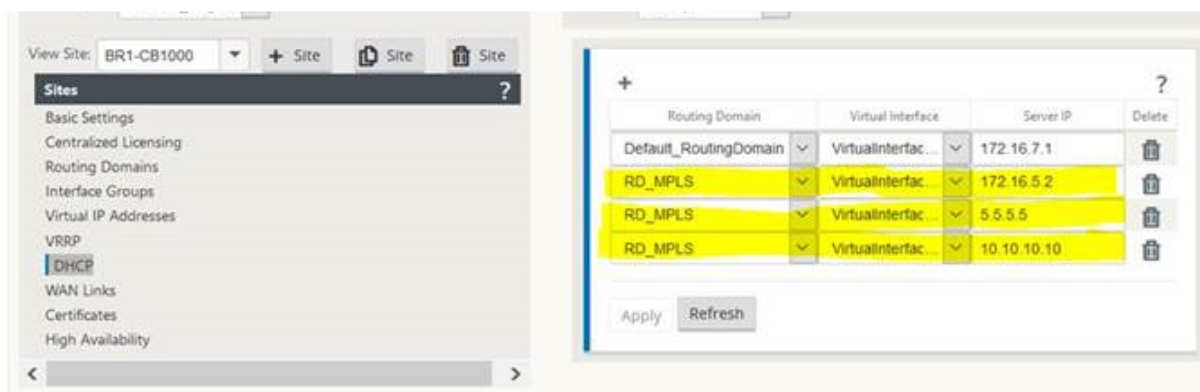 View Site: BR1-CB1000 + Site Site Site
Sites ?
Basic Settings
Centralized Licensing
Routing Domains
Interface Groups
Virtual IP Addresses
VRRP
DHCP
WAN Links
Certificates
High Availability
+ ?
Routing Domain Virtual Interface Server IP Delete
Default_RoutingDomain VirtualInterfac... 172.16.7.1
RD_MPLS VirtualInterfac... 172.16.5.2
RD_MPLS VirtualInterfac... 5.5.5.5
RD_MPLS VirtualInterfac... 10.10.10.10
Apply Refresh